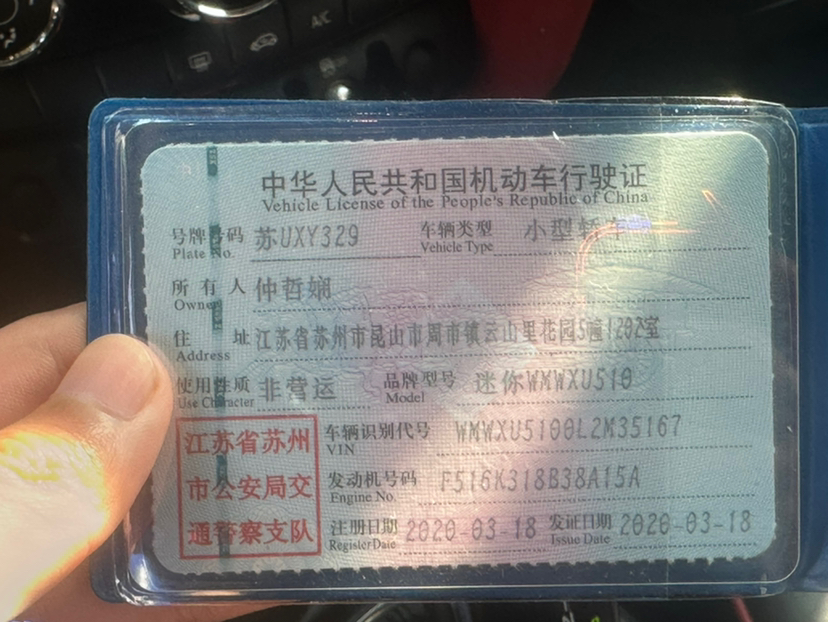 A/C
中华人民共和国机动车行驶证
Vehicle License of the People's Republic of China
号牌号码 苏UXY329 车辆类型 小型轿车
Plate No. Vehicle Type
所有人 仲哲娴
Owner
住址 江苏省苏州市昆山市周市镇云山里花园5幢1202室
Address
使用性质 非营运 品牌型号 迷你WMWXU510
Use Character Model
江苏省苏州 车辆识别代号 WMWXU5100L2M35167
VIN
市公安局交 发动机号码 F516K318B38A15A
Engine No.
通警察支队 注册日期 2020-03-18 发证日期 2020-03-18
Register Date Issue Date